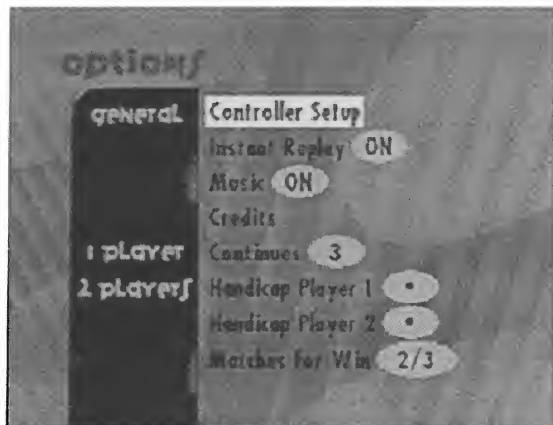 options
general Controller Setup
Instant Replay ON
Music ON
Credits
1 player Continues 3
2 players Handicap Player 1 •
Handicap Player 2 •
Matches For Win 2/3